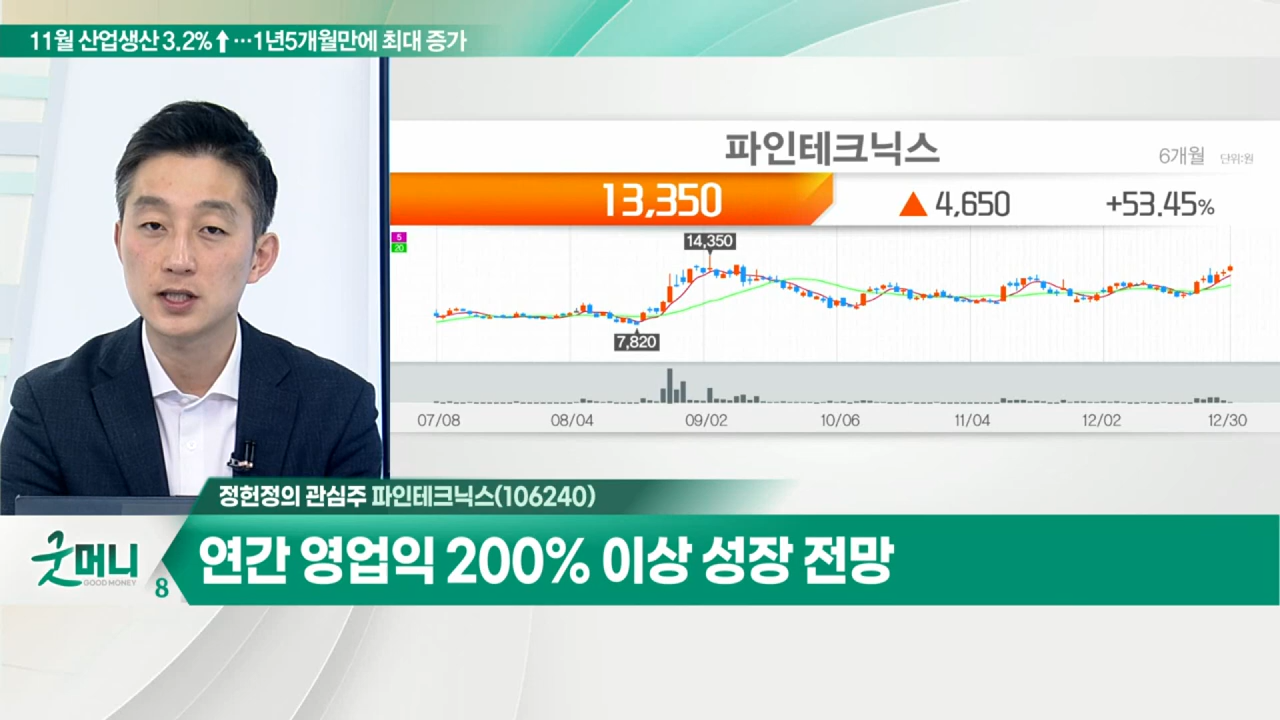 11월 산업생산 3.2%⬆…1년5개월만에 최대 증가
파인테크닉스
6개월 단위:원
13,350 ▲ 4,650 +53.45%
5
20
14,350
7,820
07/08 08/04 09/02 10/06 11/04 12/02 12/30
정헌정의 관심주 파인테크닉스(106240)
굿머니
GOOD MONEY
8
연간 영업익 200% 이상 성장 전망